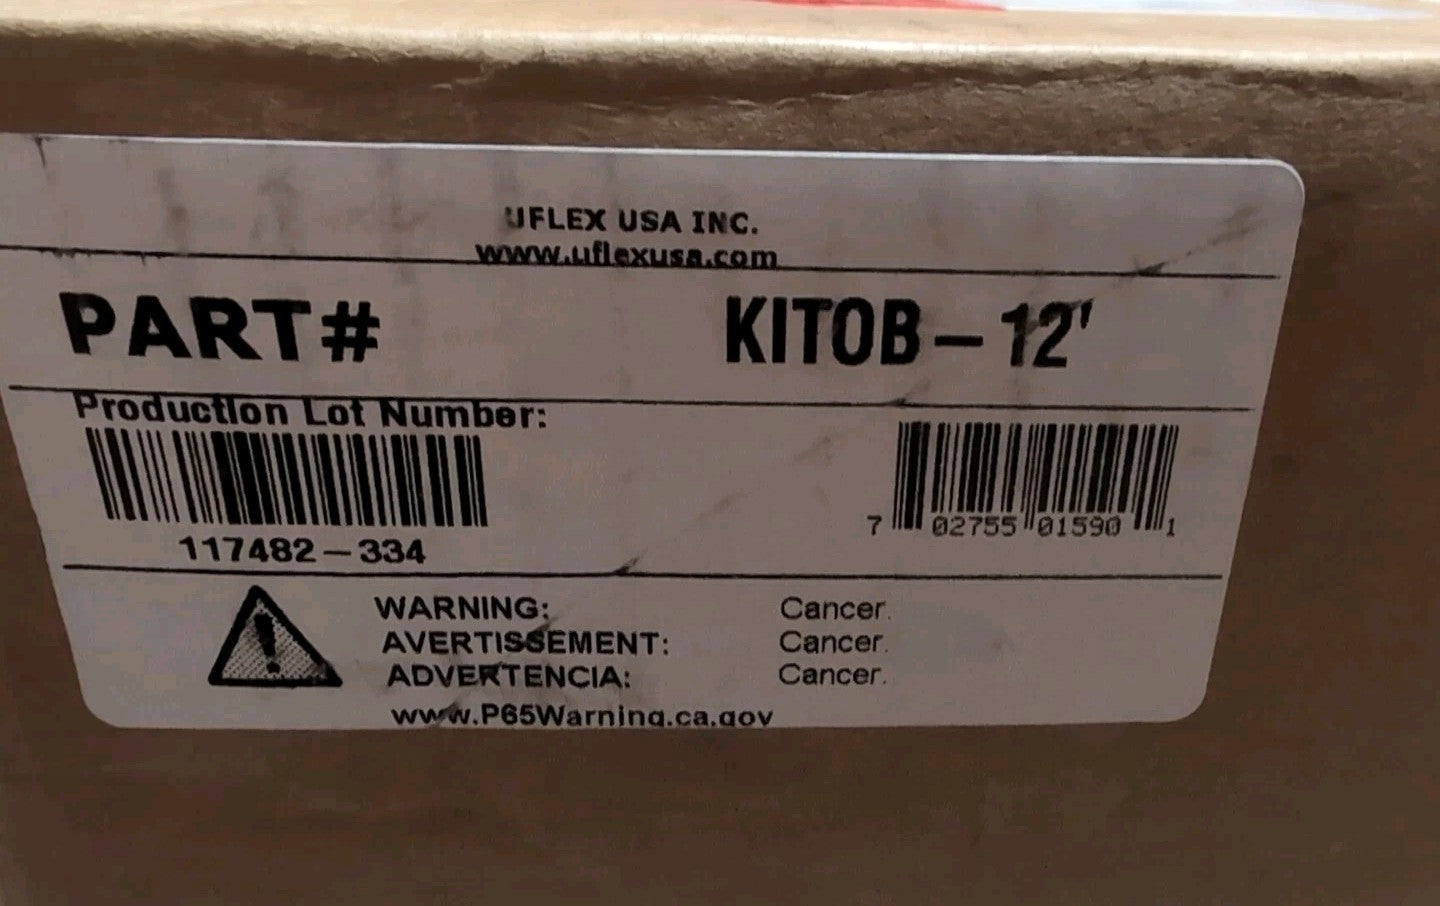 UFLEX USA INC.
www.uflexusa.com
PART# KITOB-12'
Production Lot Number:
117482-334
7 02755 01590 1
WARNING: Cancer.
AVERTISSEMENT: Cancer.
ADVERTENCIA: Cancer.
www.P65Warning.ca.gov